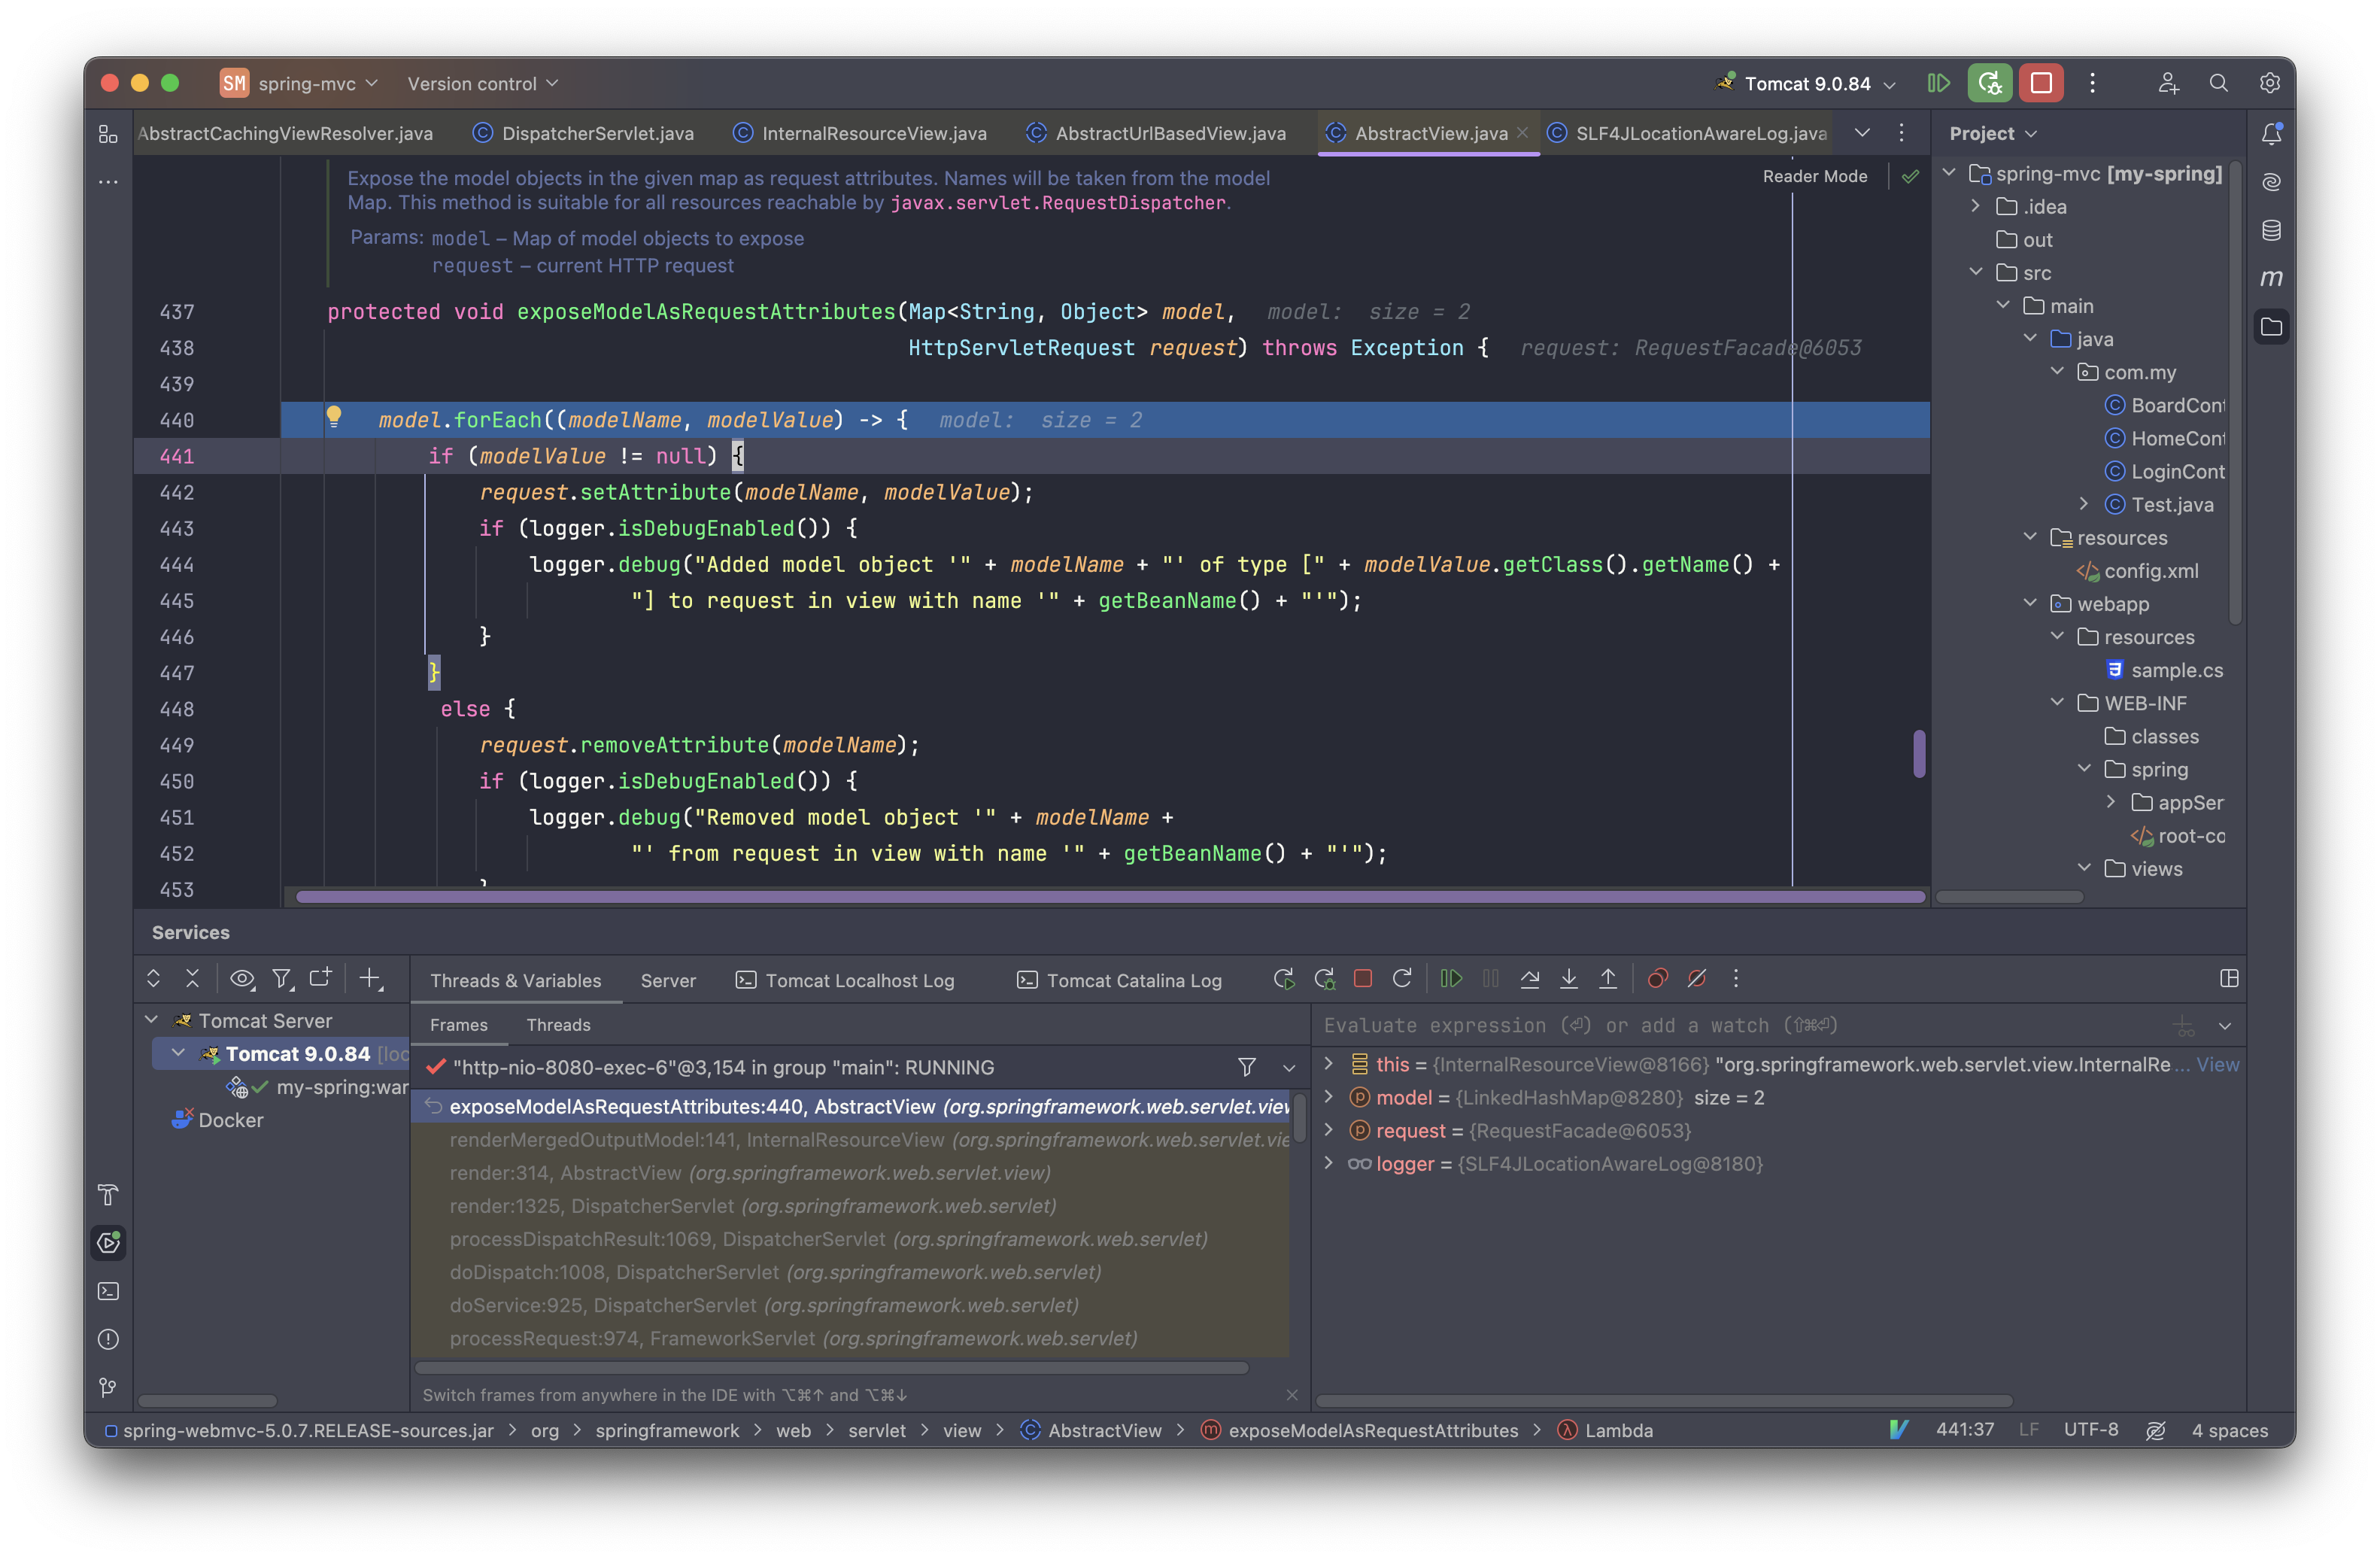 SM spring-mvc Version control Tomcat 9.0.84
AbstractCachingViewResolver.java DispatcherServlet.java InternalResourceView.java AbstractUrlBasedView.java AbstractView.java SLF4JLocationAwareLog.java Project
Expose the model objects in the given map as request attributes. Names will be taken from the model
Map. This method is suitable for all resources reachable by javax.servlet.RequestDispatcher.
Params: model – Map of model objects to expose
request – current HTTP request
Reader Mode
437 protected void exposeModelAsRequestAttributes(Map<String, Object> model, model: size = 2
438 HttpServletRequest request) throws Exception { request: RequestFacade@6053
439
440 model.forEach((modelName, modelValue) -> { model: size = 2
441 if (modelValue != null) {
442 request.setAttribute(modelName, modelValue);
443 if (logger.isDebugEnabled()) {
444 logger.debug("Added model object '" + modelName + "' of type [" + modelValue.getClass().getName() +
445 "] to request in view with name '" + getBeanName() + "'");
446 }
447 }
448 else {
449 request.removeAttribute(modelName);
450 if (logger.isDebugEnabled()) {
451 logger.debug("Removed model object '" + modelName +
452 "' from request in view with name '" + getBeanName() + "'");
453
spring-mvc [my-spring]
.idea
out
src
main
java
com.my
BoardCont
HomeCont
LoginCont
Test.java
resources
config.xml
webapp
resources
sample.cs
WEB-INF
classes
spring
appSer
root-co
views
m
Services
Threads & Variables Server Tomcat Localhost Log Tomcat Catalina Log
Tomcat Server
Tomcat 9.0.84 [loc
my-spring:war
Docker
Frames Threads
"http-nio-8080-exec-6"@3,154 in group "main": RUNNING
exposeModelAsRequestAttributes:440, AbstractView (org.springframework.web.servlet.view
renderMergedOutputModel:141, InternalResourceView (org.springframework.web.servlet.vie
render:314, AbstractView (org.springframework.web.servlet.view)
render:1325, DispatcherServlet (org.springframework.web.servlet)
processDispatchResult:1069, DispatcherServlet (org.springframework.web.servlet)
doDispatch:1008, DispatcherServlet (org.springframework.web.servlet)
doService:925, DispatcherServlet (org.springframework.web.servlet)
processRequest:974, FrameworkServlet (org.springframework.web.servlet)
Switch frames from anywhere in the IDE with ⌥⌘↑ and ⌥⌘↓
Evaluate expression (⏎) or add a watch (⇧⌘⏎)
this = {InternalResourceView@8166} "org.springframework.web.servlet.view.InternalRe... View
model = {LinkedHashMap@8280} size = 2
request = {RequestFacade@6053}
logger = {SLF4JLocationAwareLog@8180}
spring-webmvc-5.0.7.RELEASE-sources.jar > org > springframework > web > servlet > view > AbstractView > exposeModelAsRequestAttributes > Lambda 441:37 LF UTF-8 4 spaces